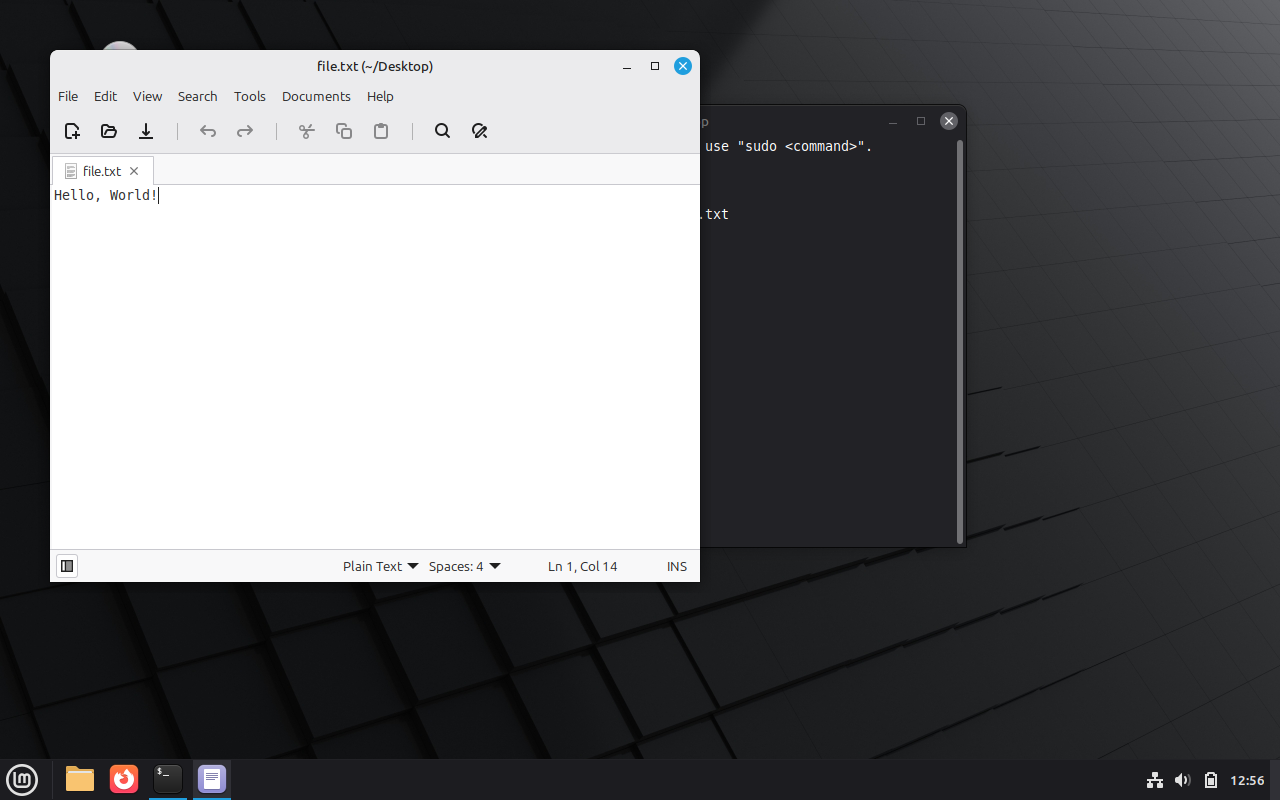 file.txt (~/Desktop)
File Edit View Search Tools Documents Help
file.txt
Hello, World!
Plain Text Spaces: 4 Ln 1, Col 14 INS
p
use "sudo <command>".
.txt
$_
12:56